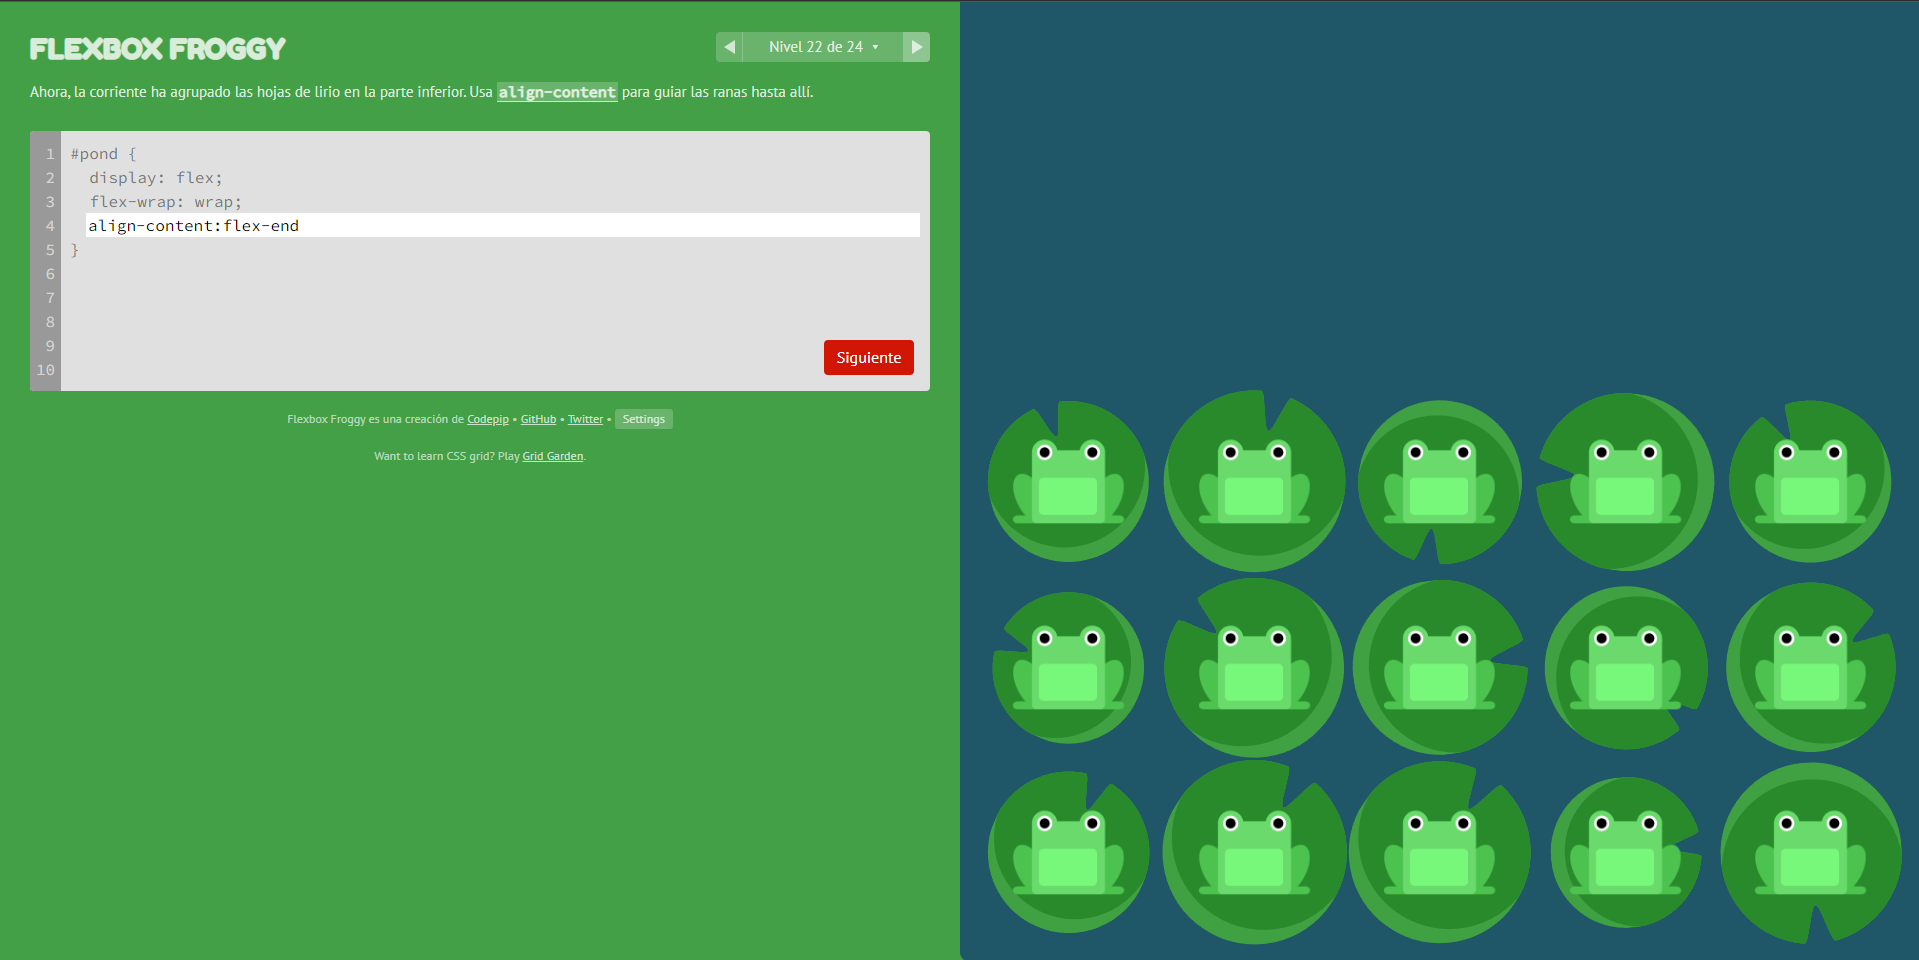 FLEXBOX FROGGY
◀ Nivel 22 de 24 ▾ ▶
Ahora, la corriente ha agrupado las hojas de lirio en la parte inferior. Usa align-content para guiar las ranas hasta allí.
1 #pond {
2 display: flex;
3 flex-wrap: wrap;
4 align-content:flex-end
5 }
6
7
8
9
10
Siguiente
Flexbox Froggy es una creación de Codepip • GitHub • Twitter • Settings
Want to learn CSS grid? Play Grid Garden.